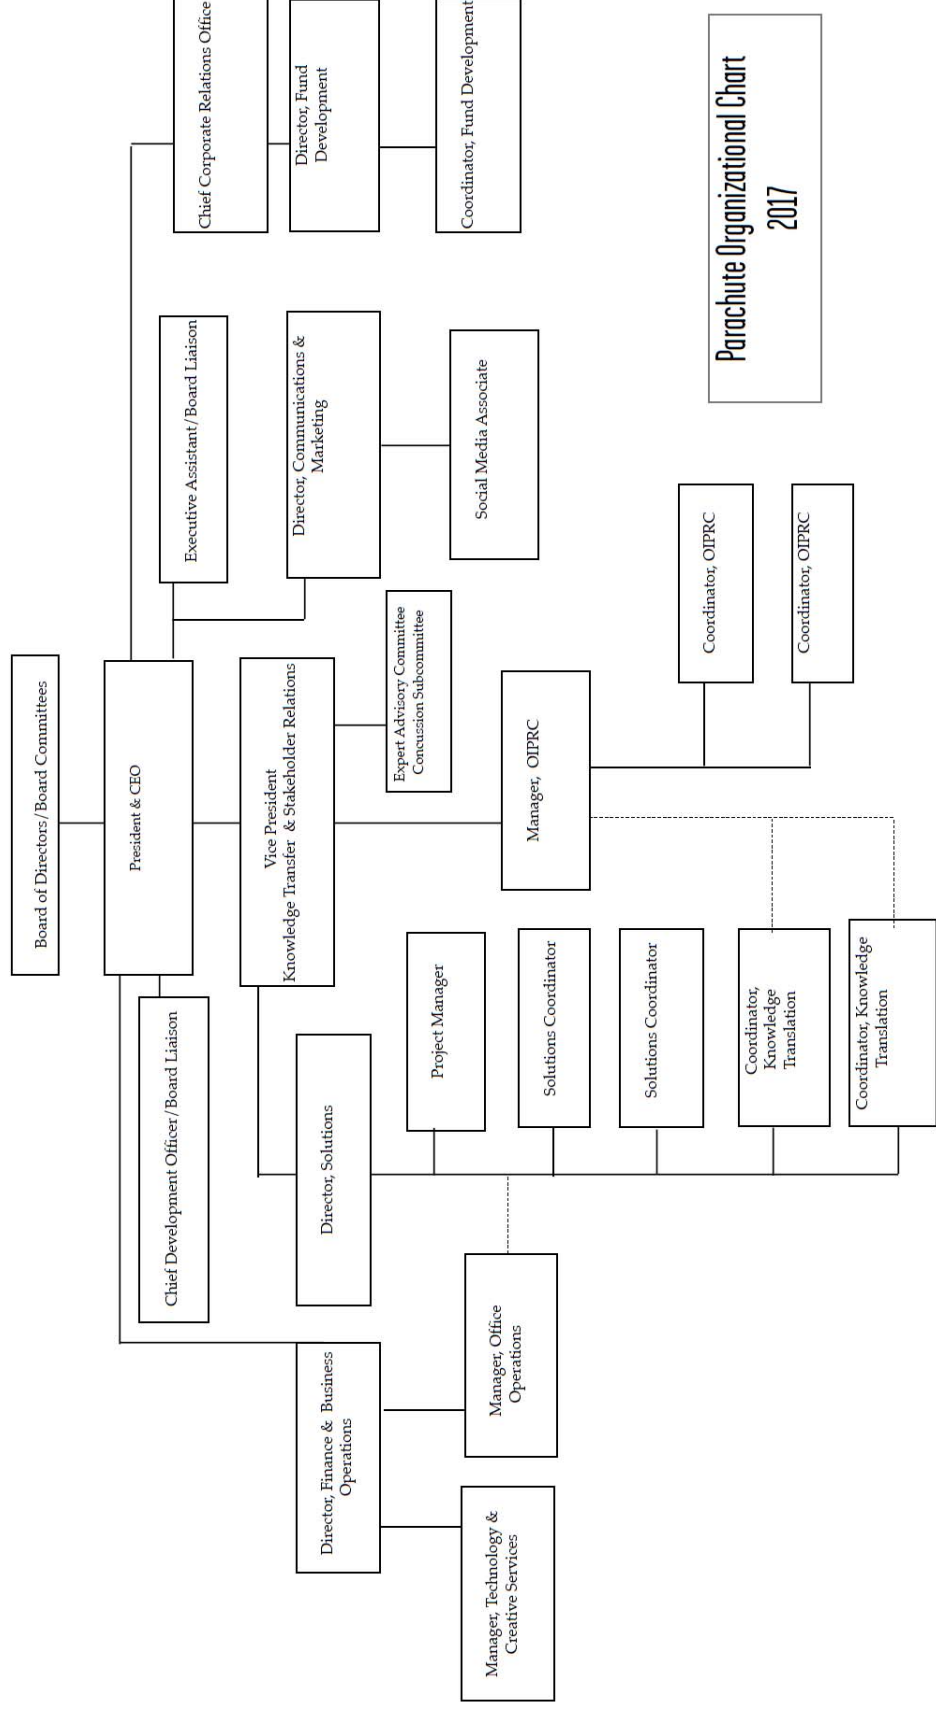 Board of Directors/Board Committees
President & CEO
Chief Development Officer/Board Liaison
Executive Assistant/Board Liaison
Chief Corporate Relations Office
Vice President
Knowledge Transfer & Stakeholder Relations
Director, Finance & Business
Operations
Director, Solutions
Director, Communications &
Marketing
Director, Fund
Development
Expert Advisory Committee
Concussion Subcommittee
Manager, Technology &
Creative Services
Manager, Office
Operations
Project Manager
Solutions Coordinator
Solutions Coordinator
Coordinator,
Knowledge
Translation
Coordinator, Knowledge
Translation
Manager, OIPRC
Coordinator, OIPRC
Coordinator, OIPRC
Social Media Associate
Coordinator, Fund Development
Parachute Organizational Chart
2017